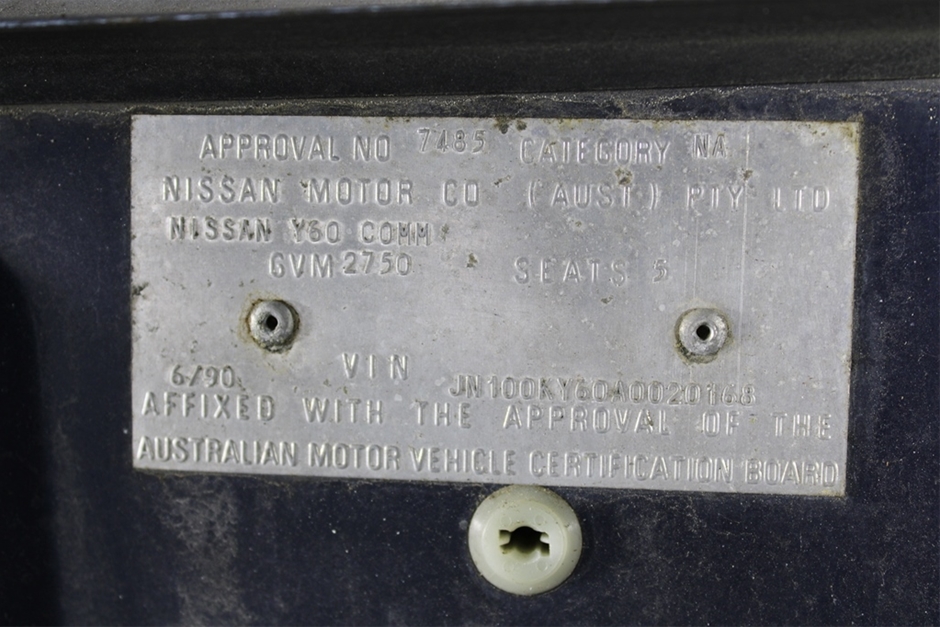 APPROVAL NO 7485 CATEGORY NA
NISSAN MOTOR CO (AUST) PTY LTD
NISSAN Y60 COMM
GVM 2750 SEATS 5
VIN
6/90 JN100KY60A0020168
AFFIXED WITH THE APPROVAL OF THE
AUSTRALIAN MOTOR VEHICLE CERTIFICATION BOARD